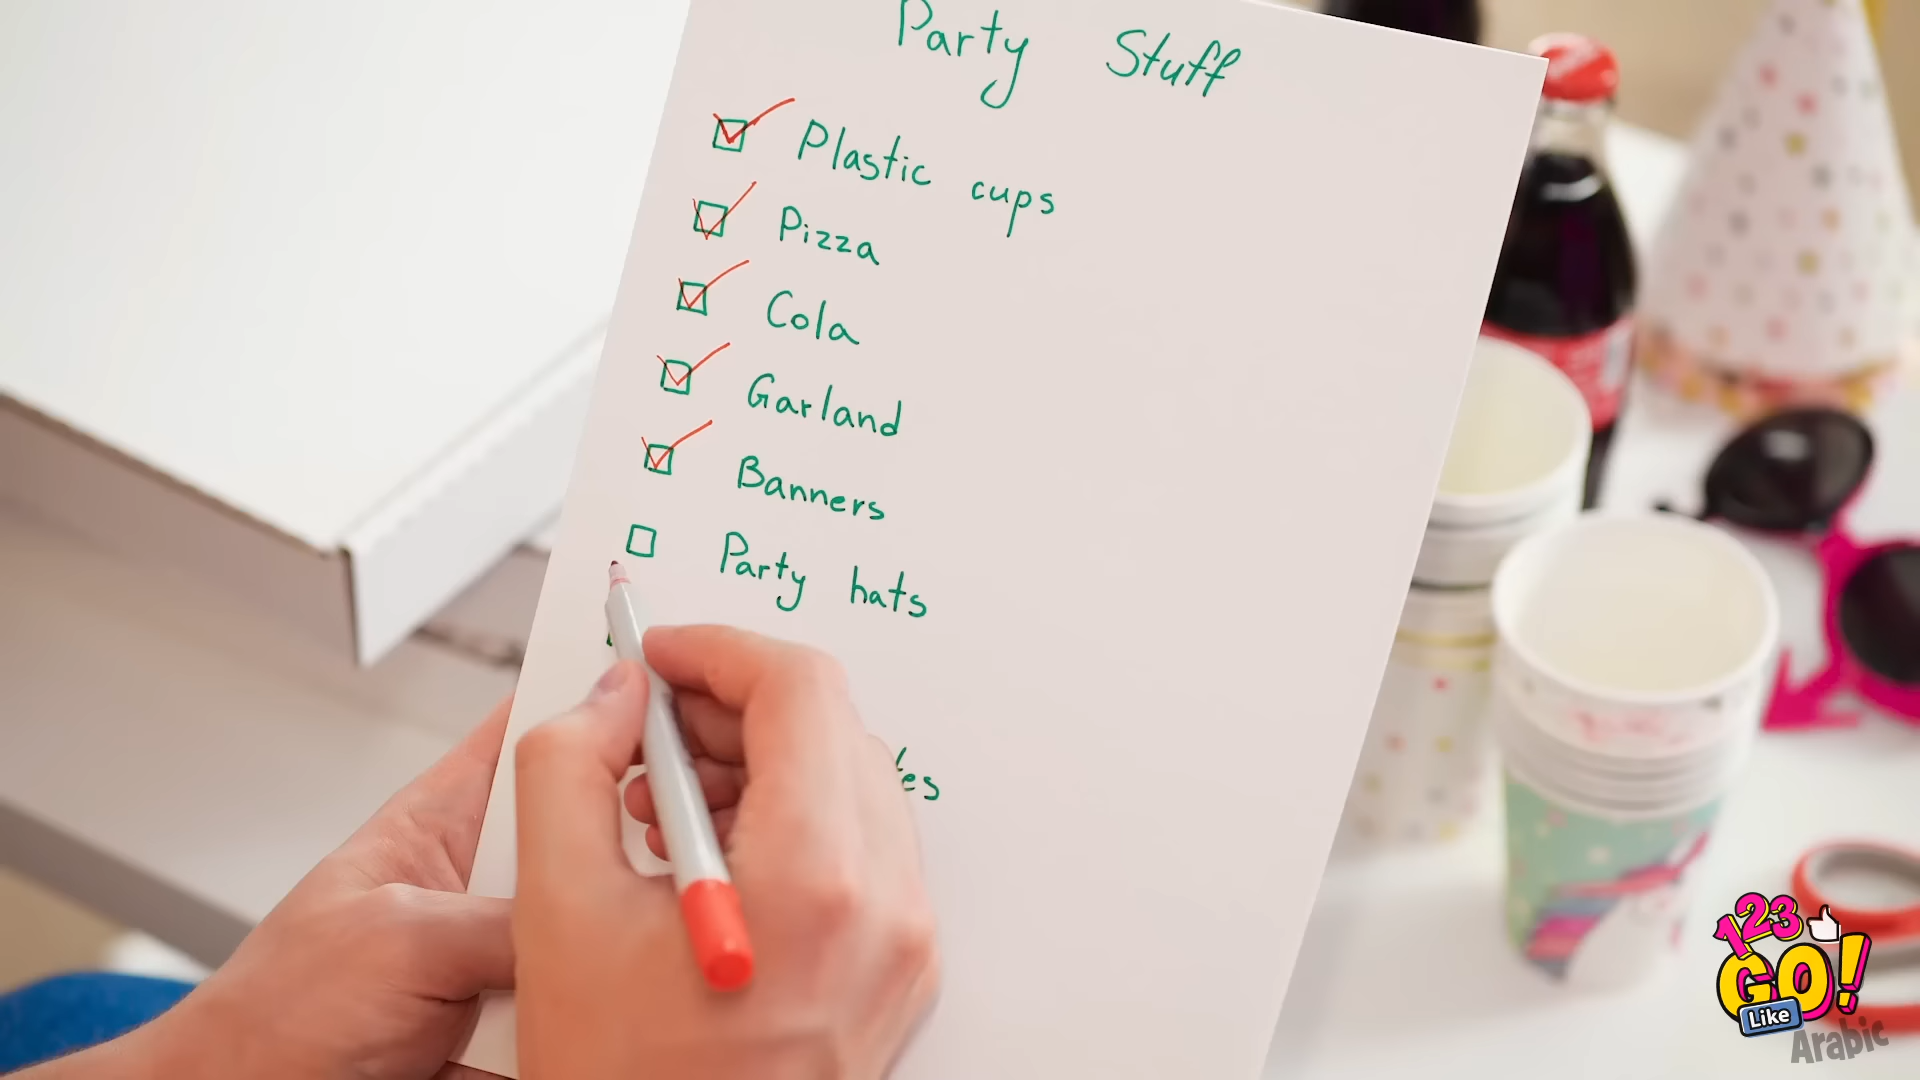 Party Stuff
Plastic cups
Pizza
Cola
Garland
Banners
Party hats
123
GO!
Like
Arabic